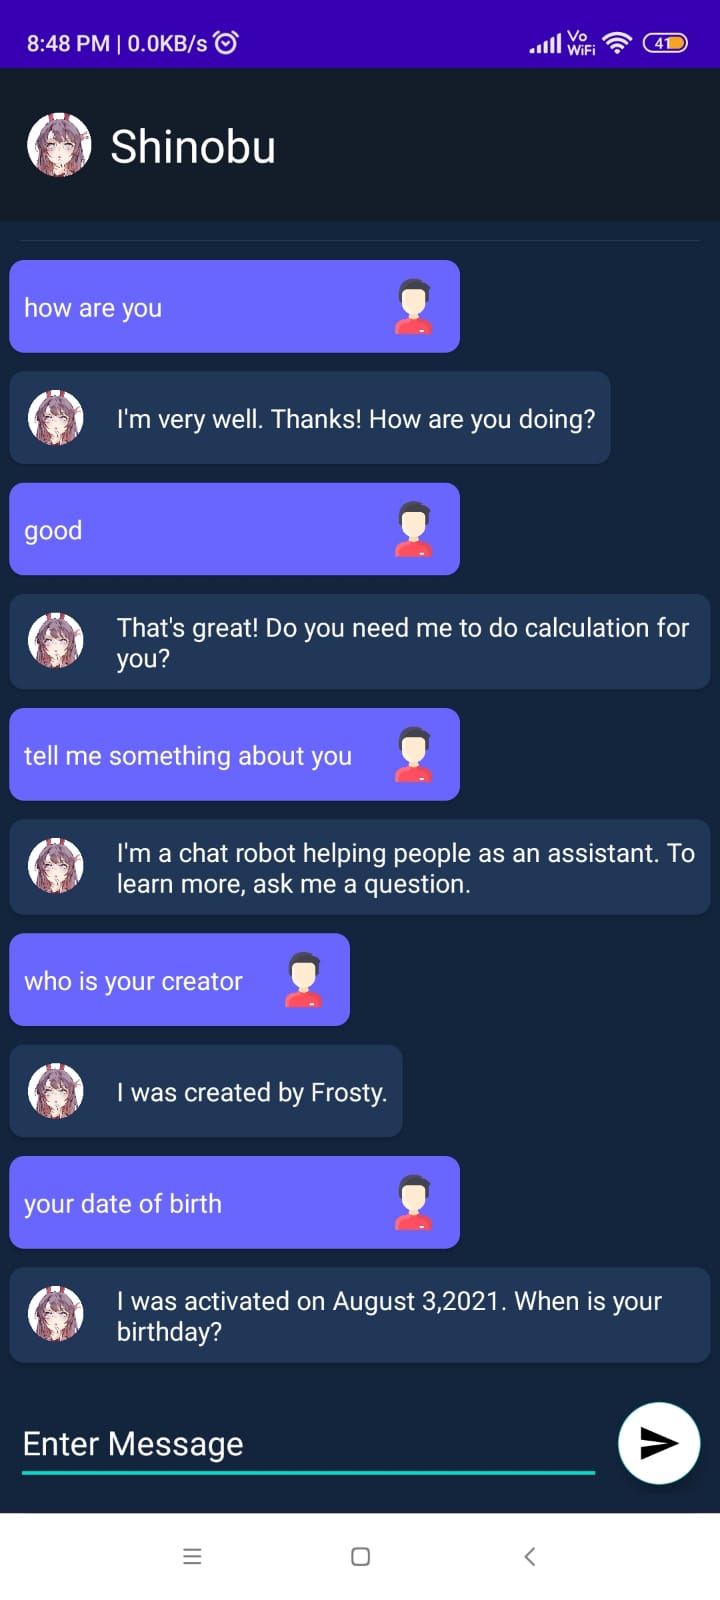 8:48 PM | 0.0KB/s
Vo
WiFi
41
Shinobu
how are you
I'm very well. Thanks! How are you doing?
good
That's great! Do you need me to do calculation for
you?
tell me something about you
I'm a chat robot helping people as an assistant. To
learn more, ask me a question.
who is your creator
I was created by Frosty.
your date of birth
I was activated on August 3,2021. When is your
birthday?
Enter Message